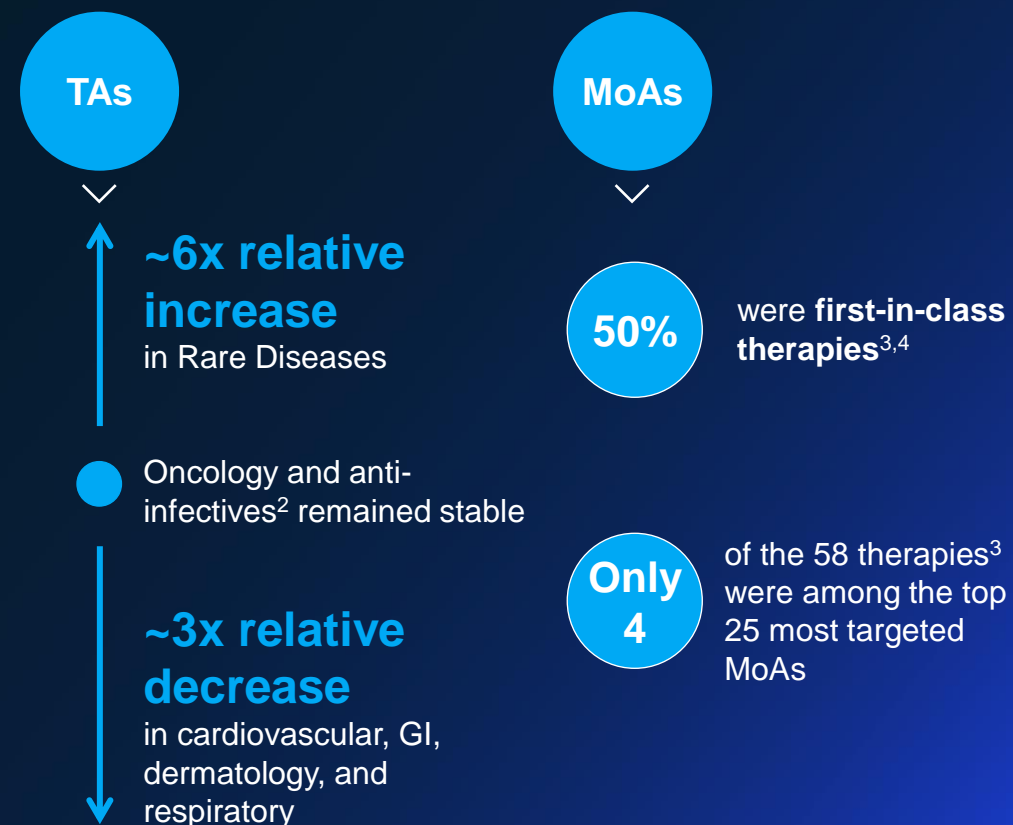 TAs
~6x relative
increase
in Rare Diseases
Oncology and anti-
infectives2 remained stable
~3x relative
decrease
in cardiovascular, GI,
dermatology, and
respiratory
MoAs
50%
were first-in-class
therapies3,4
Only
4
of the 58 therapies3
were among the top
25 most targeted
MoAs